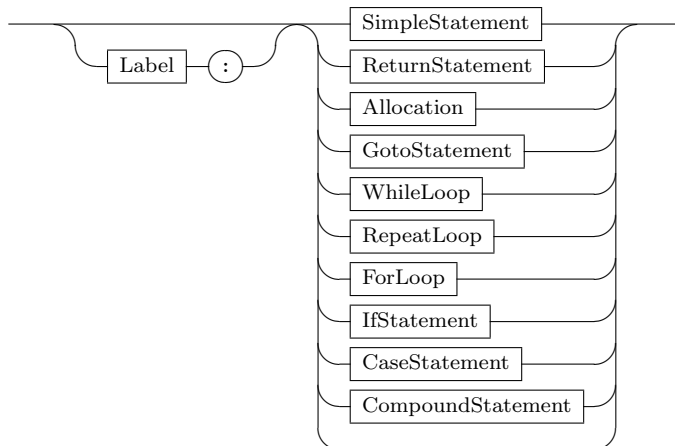 SimpleStatement
Label :
ReturnStatement
Allocation
GotoStatement
WhileLoop
RepeatLoop
ForLoop
IfStatement
CaseStatement
CompoundStatement